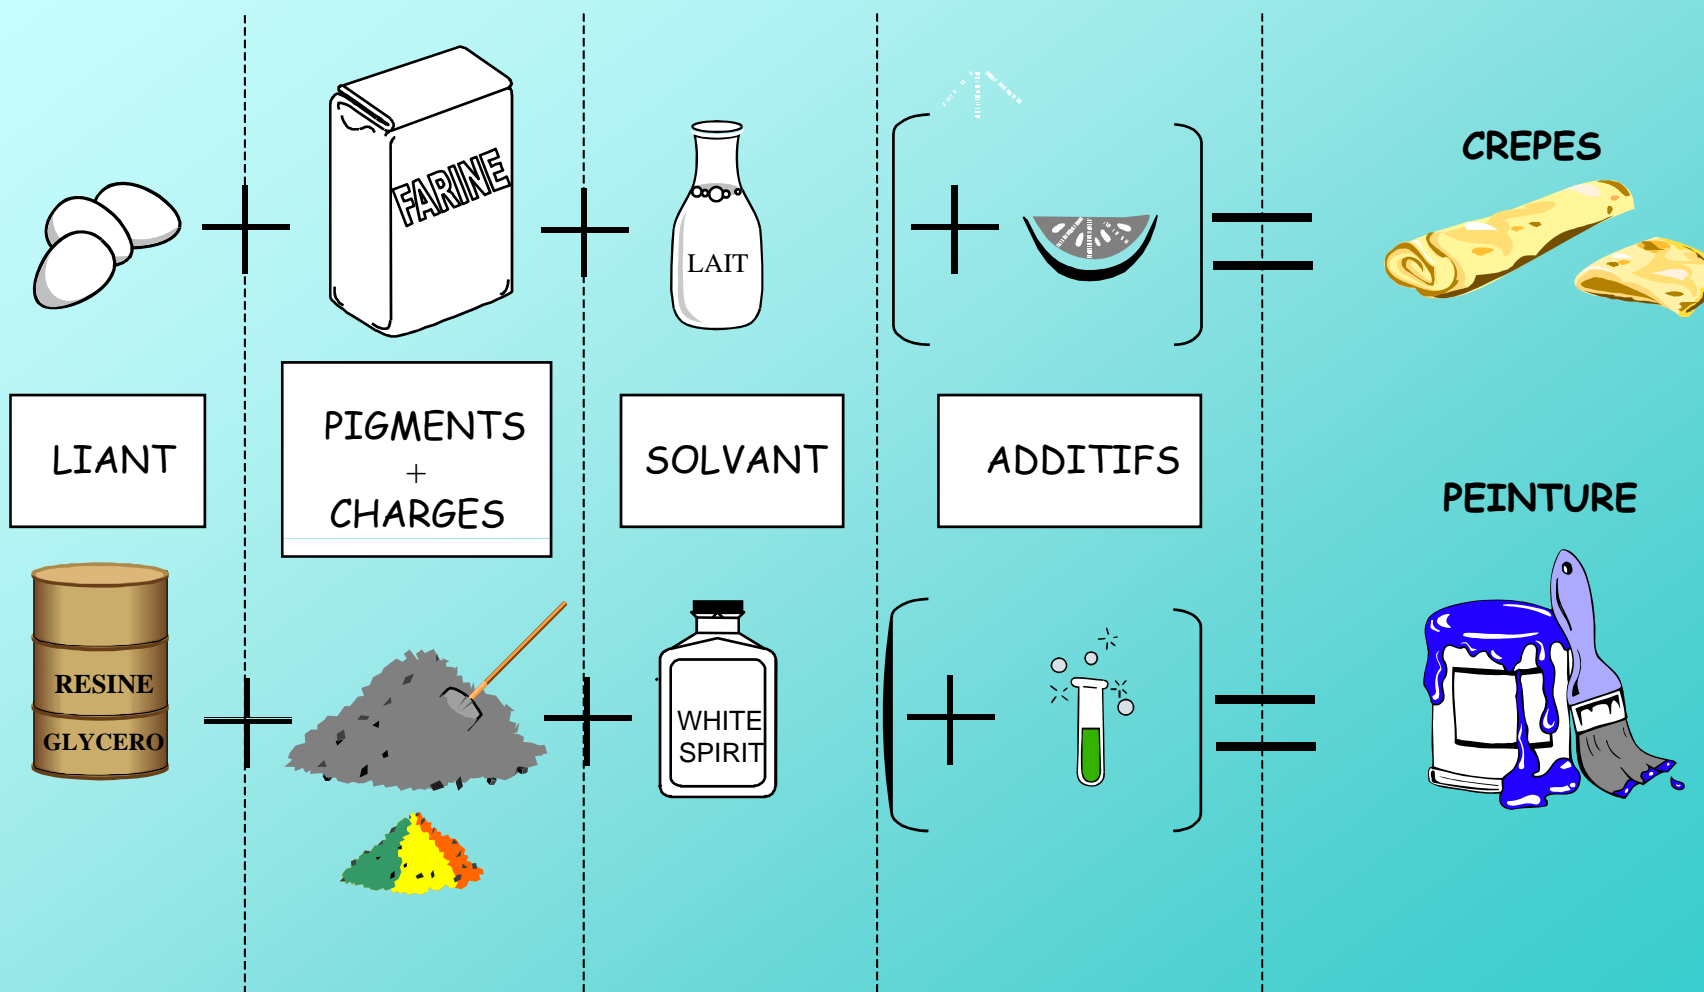 FARINE
LAIT
CREPES
LIANT
PIGMENTS
+
CHARGES
SOLVANT
ADDITIFS
PEINTURE
RESINE
GLYCERO
WHITE
SPIRIT